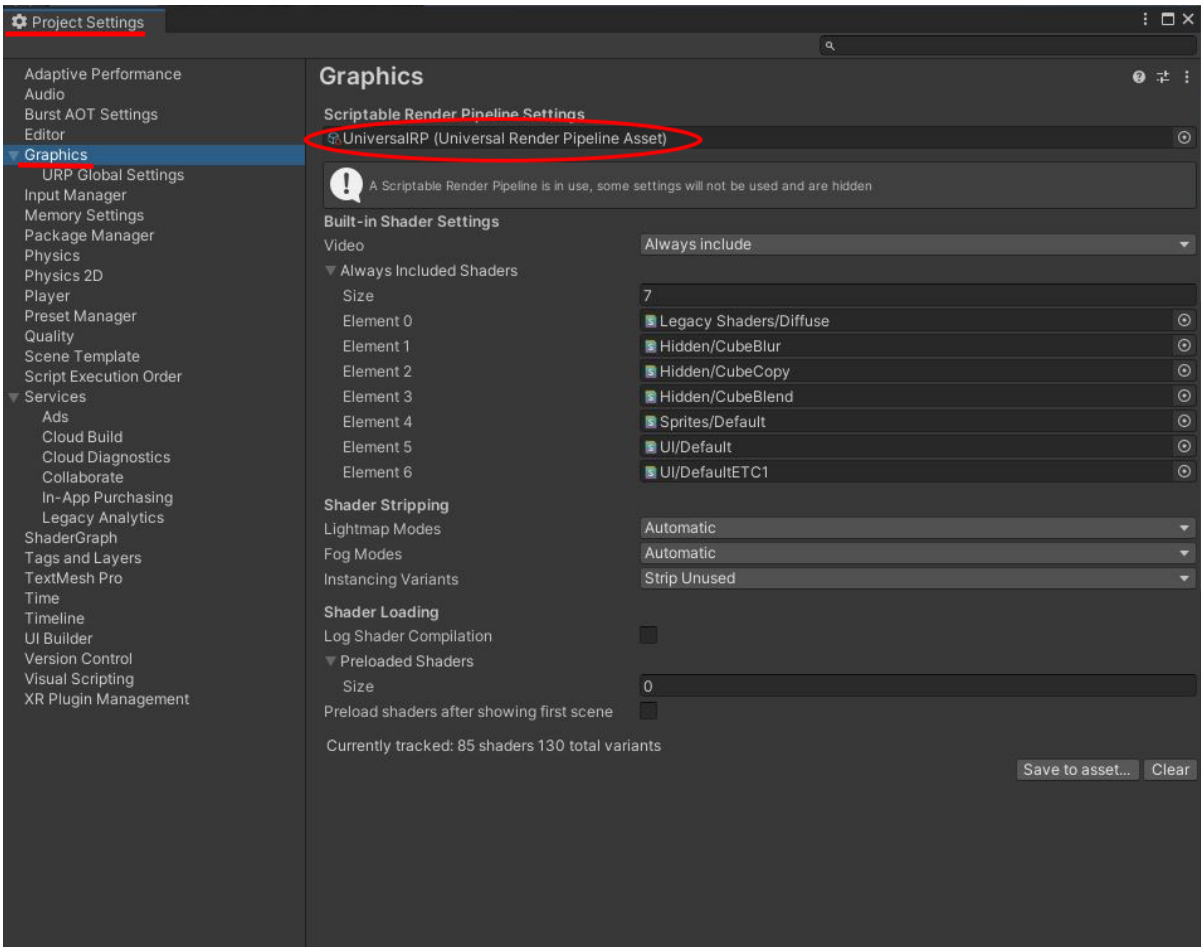 Project Settings
Adaptive Performance
Audio
Burst AOT Settings
Editor
Graphics
URP Global Settings
Input Manager
Memory Settings
Package Manager
Physics
Physics 2D
Player
Preset Manager
Quality
Scene Template
Script Execution Order
Services
Ads
Cloud Build
Cloud Diagnostics
Collaborate
In-App Purchasing
Legacy Analytics
ShaderGraph
Tags and Layers
TextMesh Pro
Time
Timeline
UI Builder
Version Control
Visual Scripting
XR Plugin Management
Graphics
Scriptable Render Pipeline Settings
UniversalRP (Universal Render Pipeline Asset)
A Scriptable Render Pipeline is in use, some settings will not be used and are hidden
Built-in Shader Settings
Video Always include
Always Included Shaders
Size 7
Element 0 Legacy Shaders/Diffuse
Element 1 Hidden/CubeBlur
Element 2 Hidden/CubeCopy
Element 3 Hidden/CubeBlend
Element 4 Sprites/Default
Element 5 UI/Default
Element 6 UI/DefaultETC1
Shader Stripping
Lightmap Modes Automatic
Fog Modes Automatic
Instancing Variants Strip Unused
Shader Loading
Log Shader Compilation
Preloaded Shaders
Size 0
Preload shaders after showing first scene
Currently tracked: 85 shaders 130 total variants
Save to asset... Clear